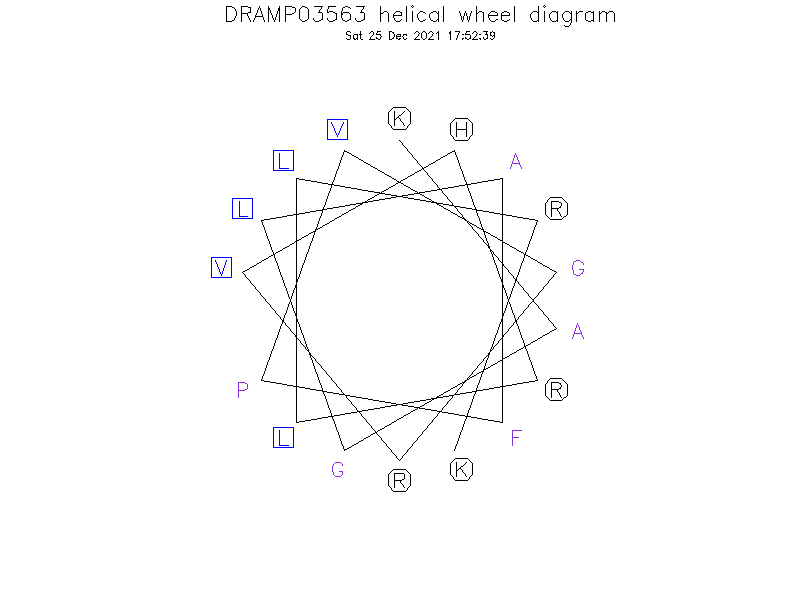 DRAMP03563 helical wheel diagram
Sat 25 Dec 2021 17:52:39
K
V H
L A
L R
V G
A
P R
L F
G K
R